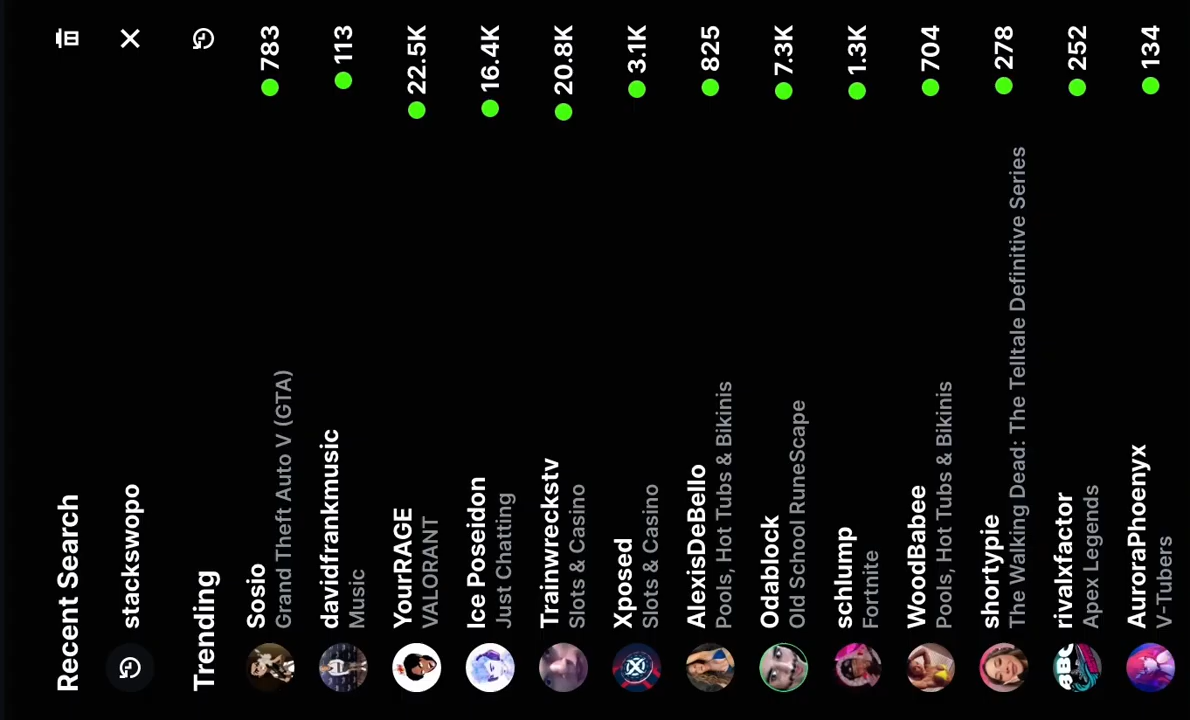 Recent Search
stackswopo
Trending
Sosio
783
Grand Theft Auto V (GTA)
davidfrankmusic
113
Music
YourRAGE
22.5K
VALORANT
Ice Poseidon
16.4K
Just Chatting
Trainwreckstv
20.8K
Slots & Casino
Xposed
3.1K
Slots & Casino
AlexisDeBello
825
Pools, Hot Tubs & Bikinis
Odablock
7.3K
Old School RuneScape
schlump
1.3K
Fortnite
WoodBabee
704
Pools, Hot Tubs & Bikinis
shortypie
278
The Walking Dead: The Telltale Definitive Series
rivalxfactor
252
Apex Legends
AuroraPhoenyx
134
V-Tubers